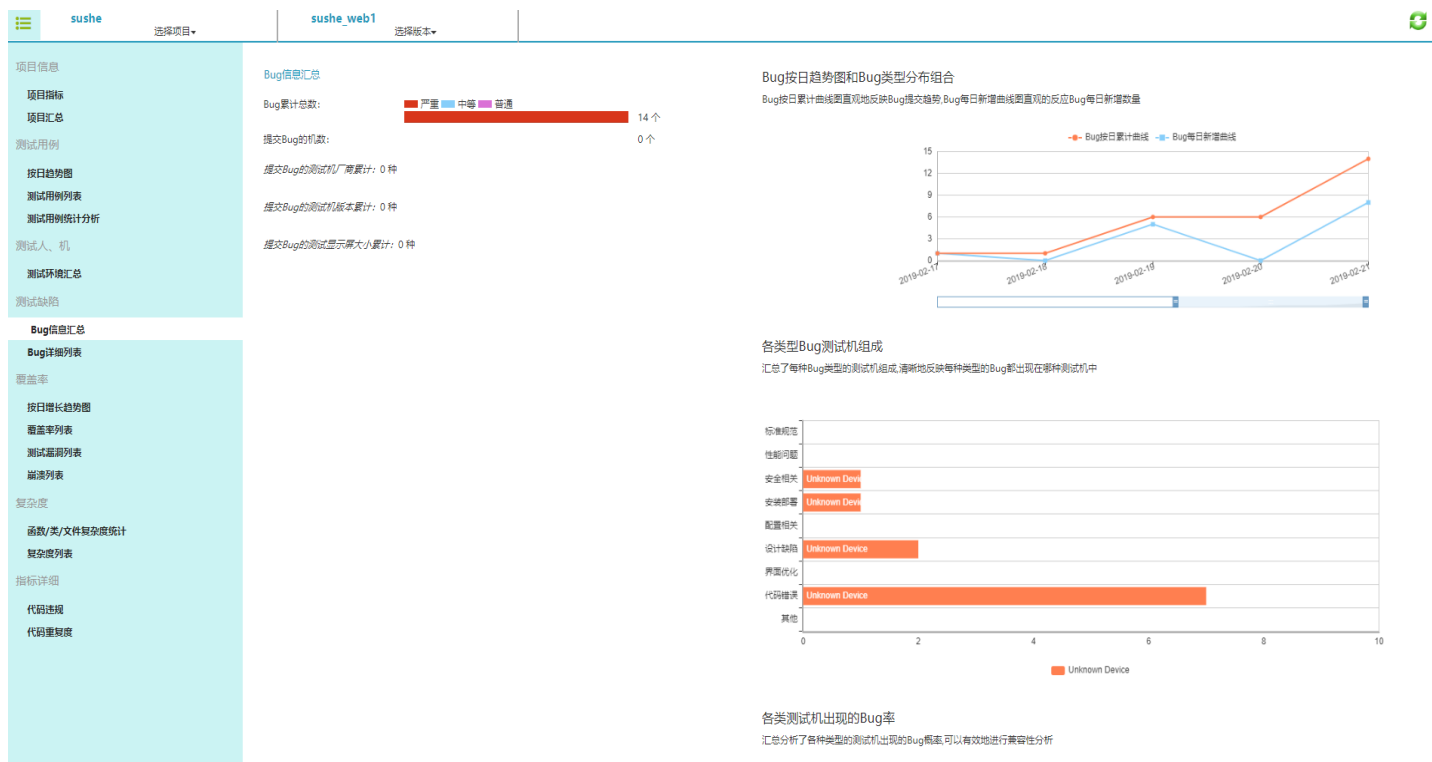 sushe
选择项目▾
sushe_web1
选择版本▾
项目信息
项目指标
项目汇总
测试用例
按日趋势图
测试用例列表
测试用例统计分析
测试人、机
测试环境汇总
测试缺陷
Bug信息汇总
Bug详细列表
覆盖率
按日增长趋势图
覆盖率列表
测试漏洞列表
崩溃列表
复杂度
函数/类/文件复杂度统计
复杂度列表
指标详细
代码违规
代码重复度
Bug信息汇总
Bug累计总数:
严重 中等 普通
14 个
提交Bug的机数:
0 个
提交Bug的测试机厂商累计: 0 种
提交Bug的测试机版本累计: 0 种
提交Bug的测试显示屏大小累计: 0 种
Bug按日趋势图和Bug类型分布组合
Bug按日累计曲线图直观地反映Bug提交趋势,Bug每日新增曲线图直观的反应Bug每日新增数量
Bug按日累计曲线 Bug每日新增曲线
15
12
9
6
3
0
2019-02-17 2019-02-18 2019-02-19 2019-02-20 2019-02-21
各类型Bug测试机组成
汇总了每种Bug类型的测试机组成,清晰地反映每种类型的Bug都出现在哪种测试机中
标准规范
性能问题
安全相关 Unknown Devi
安装部署 Unknown Devi
配置相关
设计缺陷 Unknown Device
界面优化
代码错误 Unknown Device
其他
0 2 4 6 8 10
Unknown Device
各类测试机出现的Bug率
汇总分析了各种类型的测试机出现的Bug概率,可以有效地进行兼容性分析